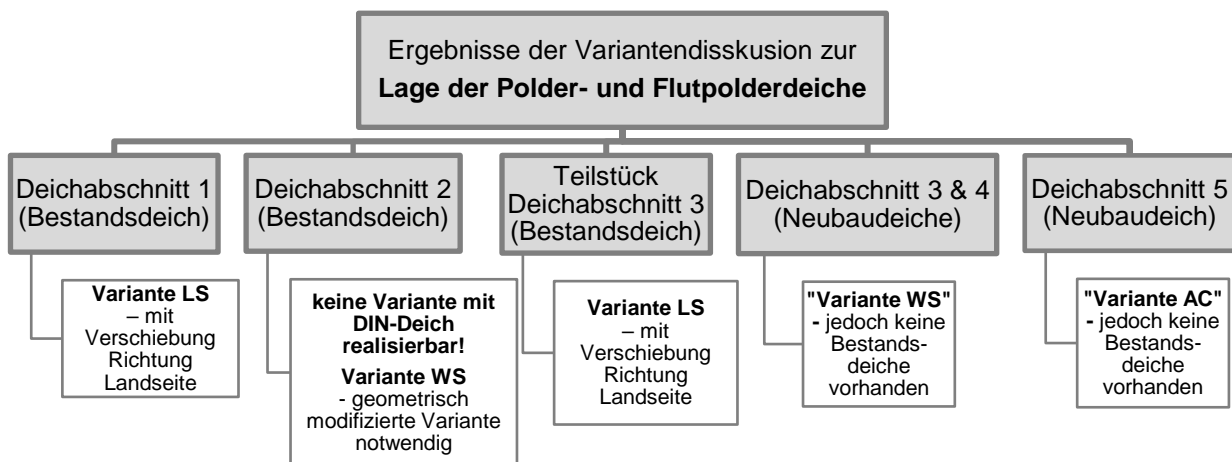 Ergebnisse der Variantendisskusion zur
Lage der Polder- und Flutpolderdeiche
Deichabschnitt 1
(Bestandsdeich)
Variante LS
– mit
Verschiebung
Richtung
Landseite
Deichabschnitt 2
(Bestandsdeich)
keine Variante mit
DIN-Deich
realisierbar!
Variante WS
- geometrisch
modifizierte Variante
notwendig
Teilstück
Deichabschnitt 3
(Bestandsdeich)
Variante LS
– mit
Verschiebung
Richtung
Landseite
Deichabschnitt 3 & 4
(Neubaudeiche)
"Variante WS"
- jedoch keine
Bestands-
deiche
vorhanden
Deichabschnitt 5
(Neubaudeich)
"Variante AC"
- jedoch keine
Bestands-
deiche
vorhanden